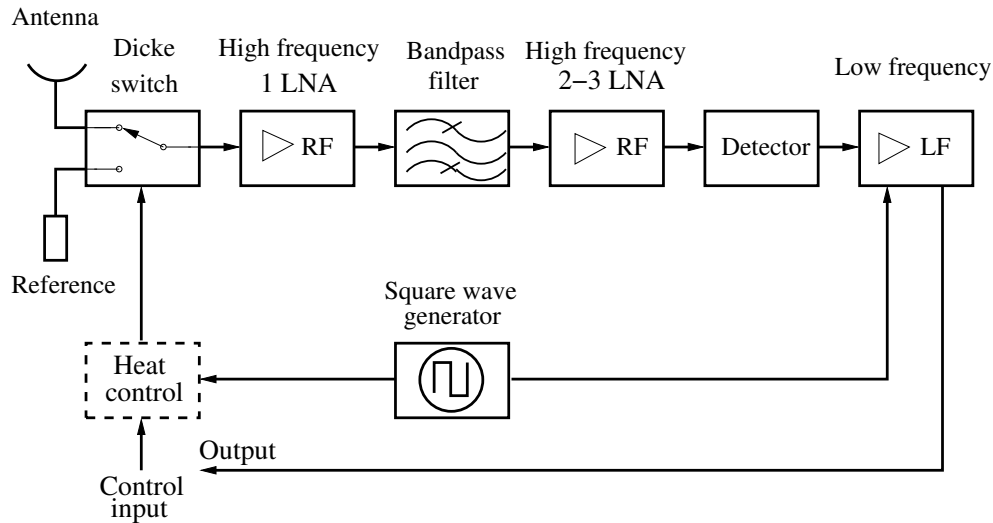 Antenna
Dicke
switch
High frequency
1 LNA
Bandpass
filter
High frequency
2−3 LNA
Low frequency
RF
RF
Detector
LF
Reference
Square wave
generator
Heat
control
Output
Control
input